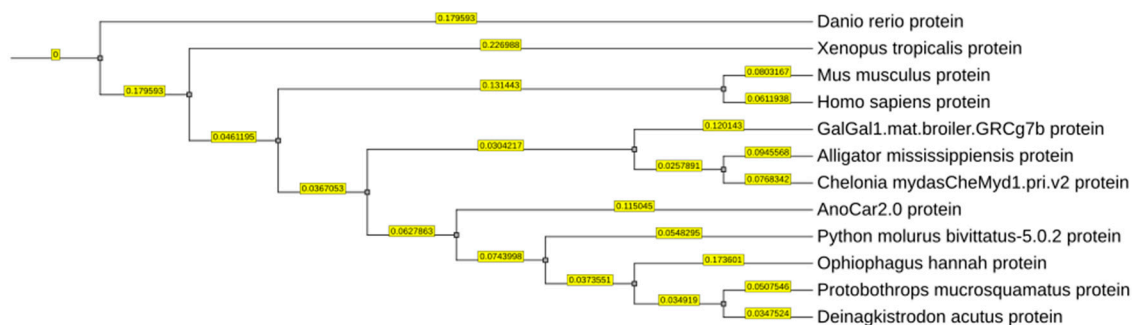 0.179593
Danio rerio protein
0
0.226988
Xenopus tropicalis protein
0.0803167
Mus musculus protein
0.179593
0.131443
0.0611938
Homo sapiens protein
0.120143
GalGal1.mat.broiler.GRCg7b protein
0.0461195
0.0304217
0.0945568
Alligator mississippiensis protein
0.0257891
0.0768342
Chelonia mydasCheMyd1.pri.v2 protein
0.0367053
0.115045
AnoCar2.0 protein
0.0627863
0.0548295
Python molurus bivittatus-5.0.2 protein
0.0743998
0.173601
Ophiophagus hannah protein
0.0373551
0.0507546
Protobothrops mucrosquamatus protein
0.034919
0.0347524
Deinagkistrodon acutus protein